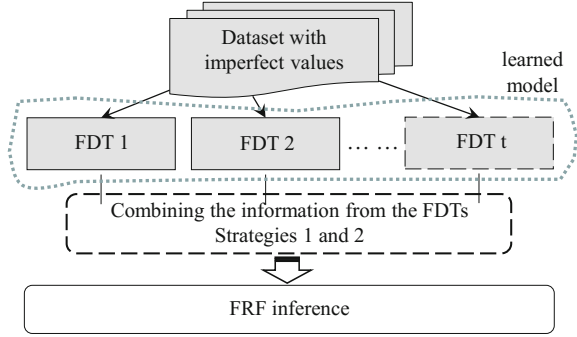 Dataset with
imperfect values
learned
model
FDT 1
FDT 2
... ...
FDT t
Combining the information from the FDTs
Strategies 1 and 2
FRF inference